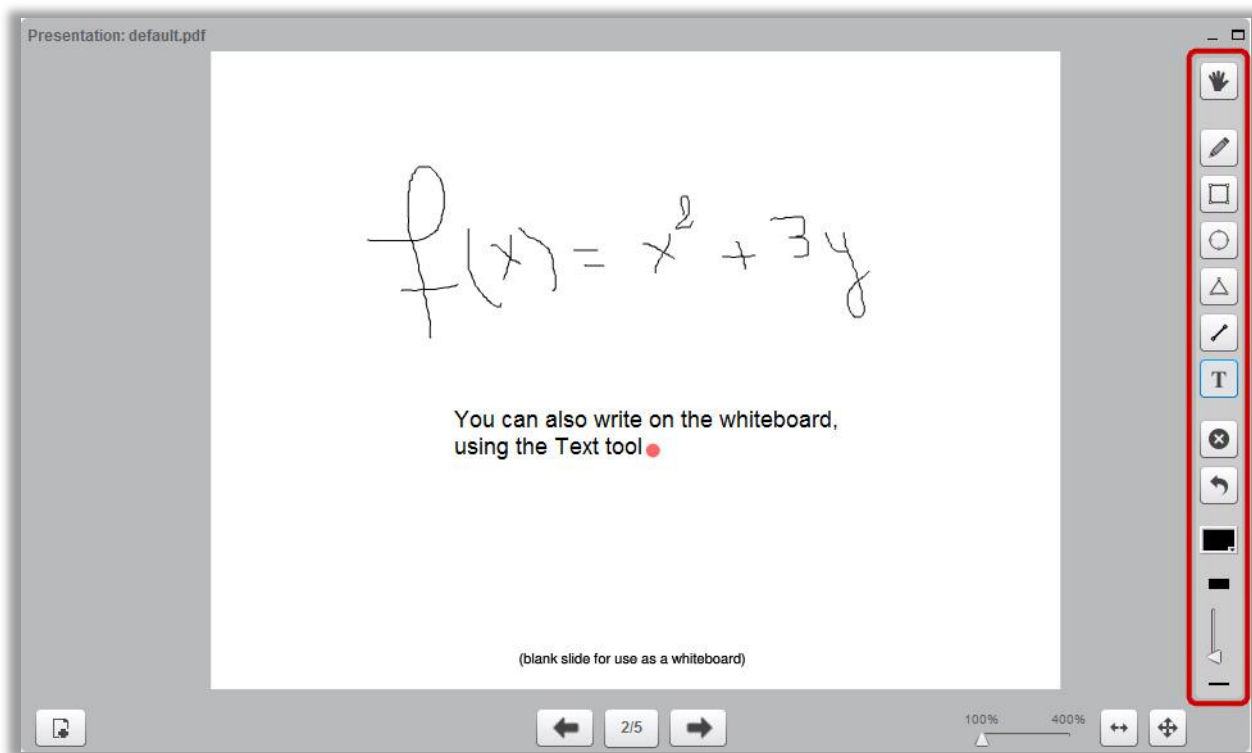 Presentation: default.pdf
f(x) = x² + 3y
T
You can also write on the whiteboard,
using the Text tool
(blank slide for use as a whiteboard)
2/5
100% 400%